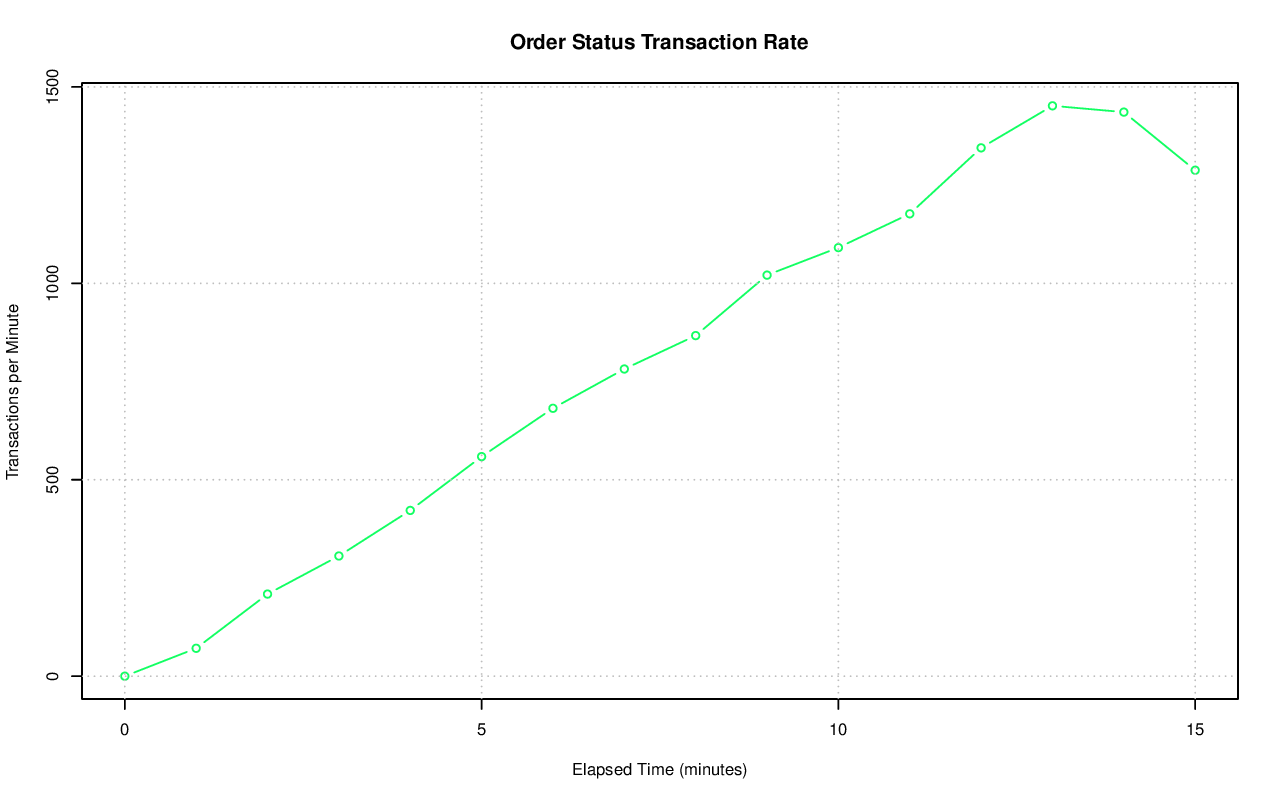 Order Status Transaction Rate
Transactions per Minute
1500
1000
500
0
0 5 10 15
Elapsed Time (minutes)